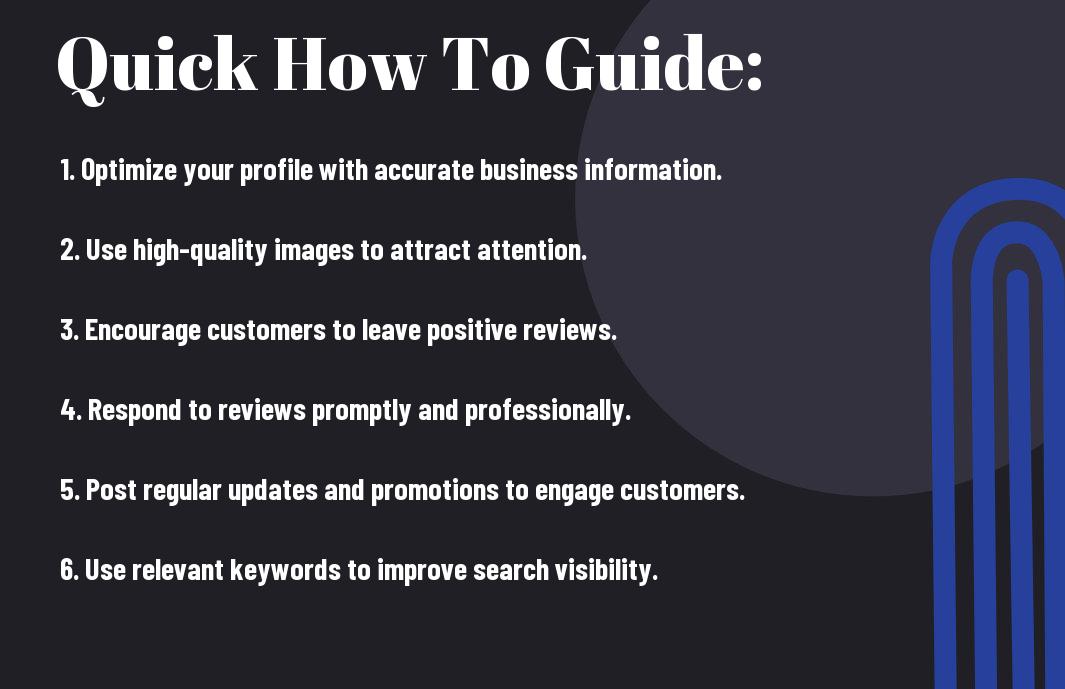 Quick How To Guide:
1. Optimize your profile with accurate business information.
2. Use high-quality images to attract attention.
3. Encourage customers to leave positive reviews.
4. Respond to reviews promptly and professionally.
5. Post regular updates and promotions to engage customers.
6. Use relevant keywords to improve search visibility.